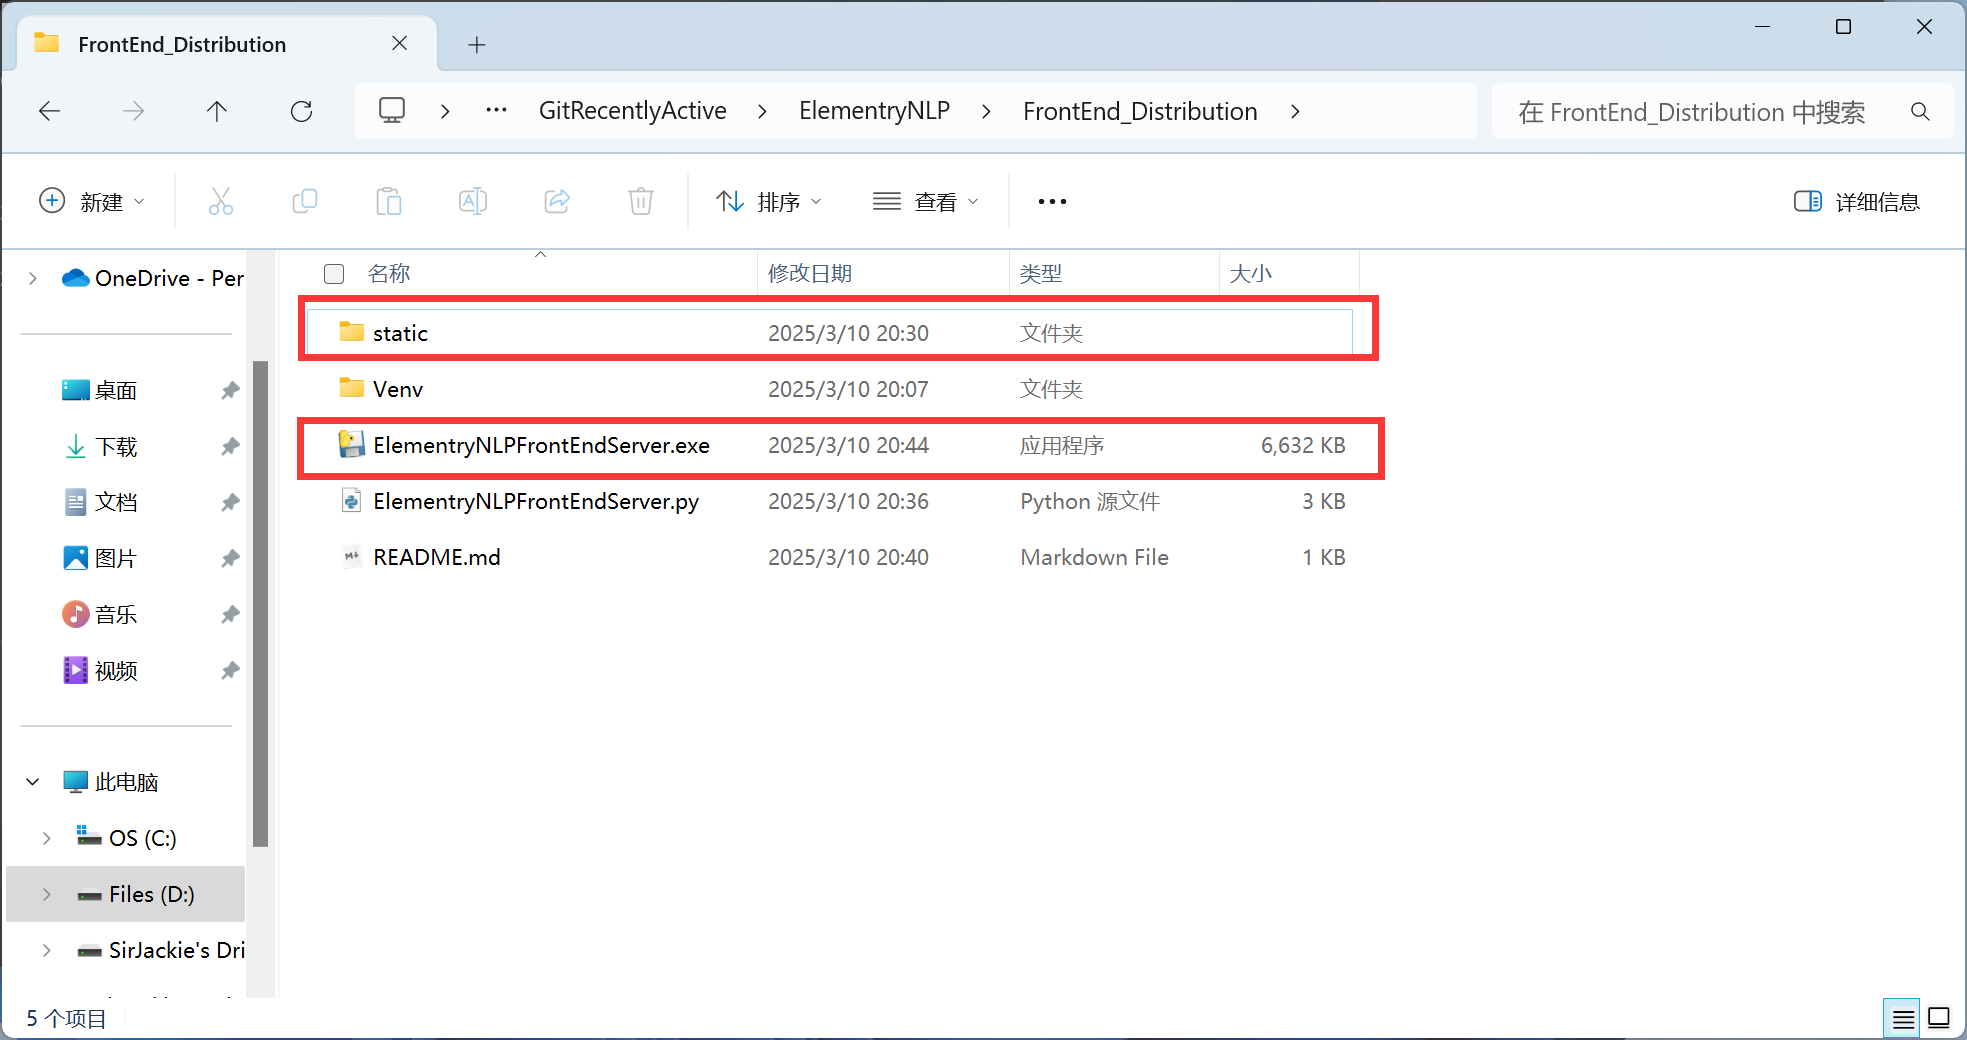 FrontEnd_Distribution
GitRecentlyActive ElementryNLP FrontEnd_Distribution 在 FrontEnd_Distribution 中搜索
新建 排序 查看 详细信息
OneDrive - Per
桌面
下载
文档
图片
音乐
视频
此电脑
OS (C:)
Files (D:)
SirJackie's Dri
名称 修改日期 类型 大小
static 2025/3/10 20:30 文件夹
Venv 2025/3/10 20:07 文件夹
ElementryNLPFrontEndServer.exe 2025/3/10 20:44 应用程序 6,632 KB
ElementryNLPFrontEndServer.py 2025/3/10 20:36 Python 源文件 3 KB
README.md 2025/3/10 20:40 Markdown File 1 KB
5 个项目